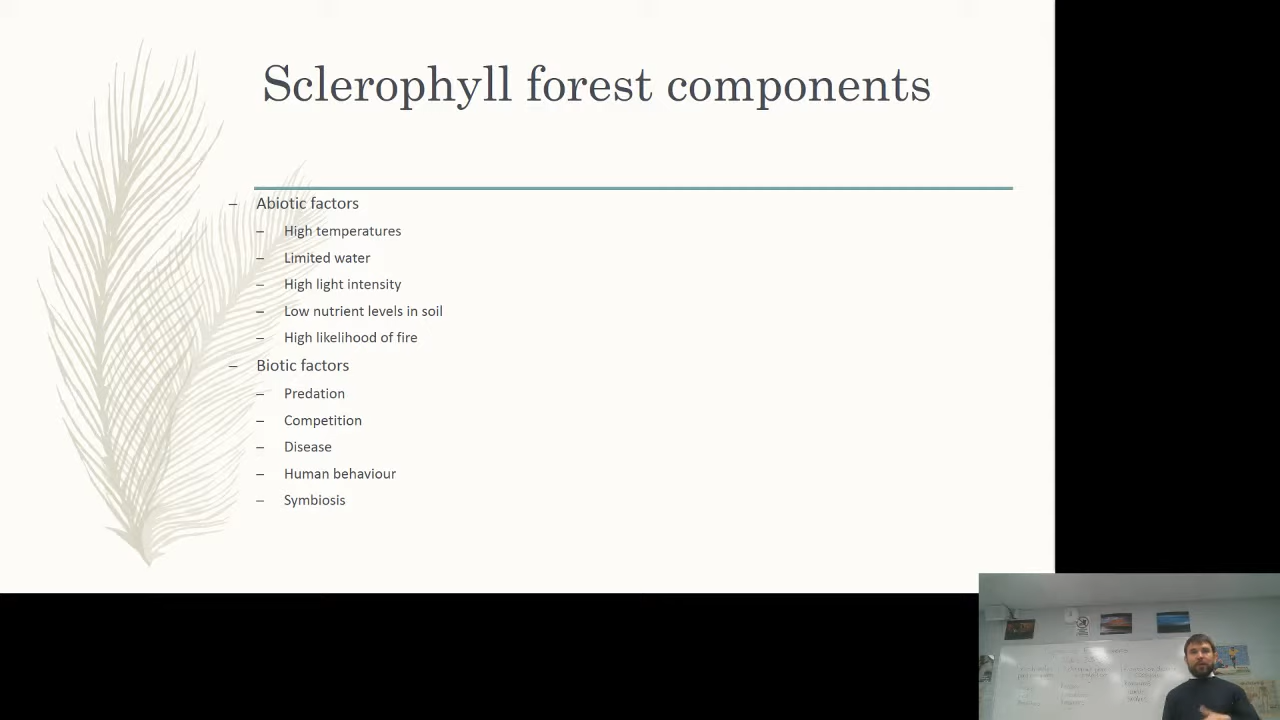 Sclerophyll forest components
– Abiotic factors
– High temperatures
– Limited water
– High light intensity
– Low nutrient levels in soil
– High likelihood of fire
– Biotic factors
– Predation
– Competition
– Disease
– Human behaviour
– Symbiosis